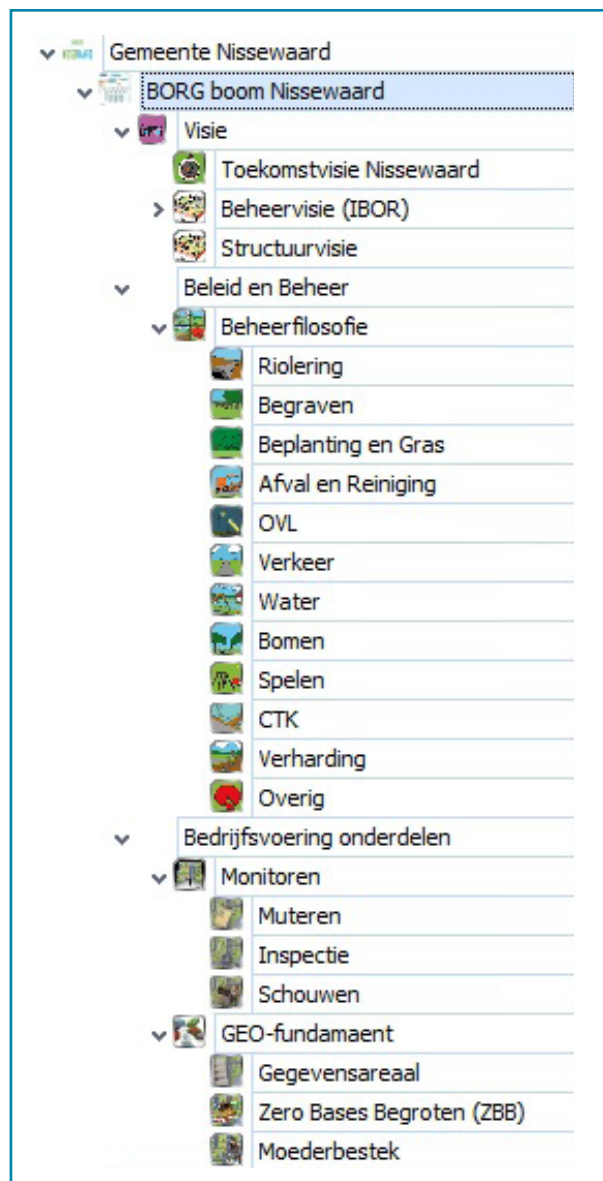 Gemeente Nissewaard
BORG boom Nissewaard
Visie
Toekomstvisie Nissewaard
Beheervisie (IBOR)
Structuurvisie
Beleid en Beheer
Beheerfilosofie
Riolering
Begraven
Beplanting en Gras
Afval en Reiniging
OVL
Verkeer
Water
Bomen
Spelen
CTK
Verharding
Overig
Bedrijfsvoering onderdelen
Monitoren
Muteren
Inspectie
Schouwen
GEO-fundamaent
Gegevensareaal
Zero Bases Begroten (ZBB)
Moederbestek